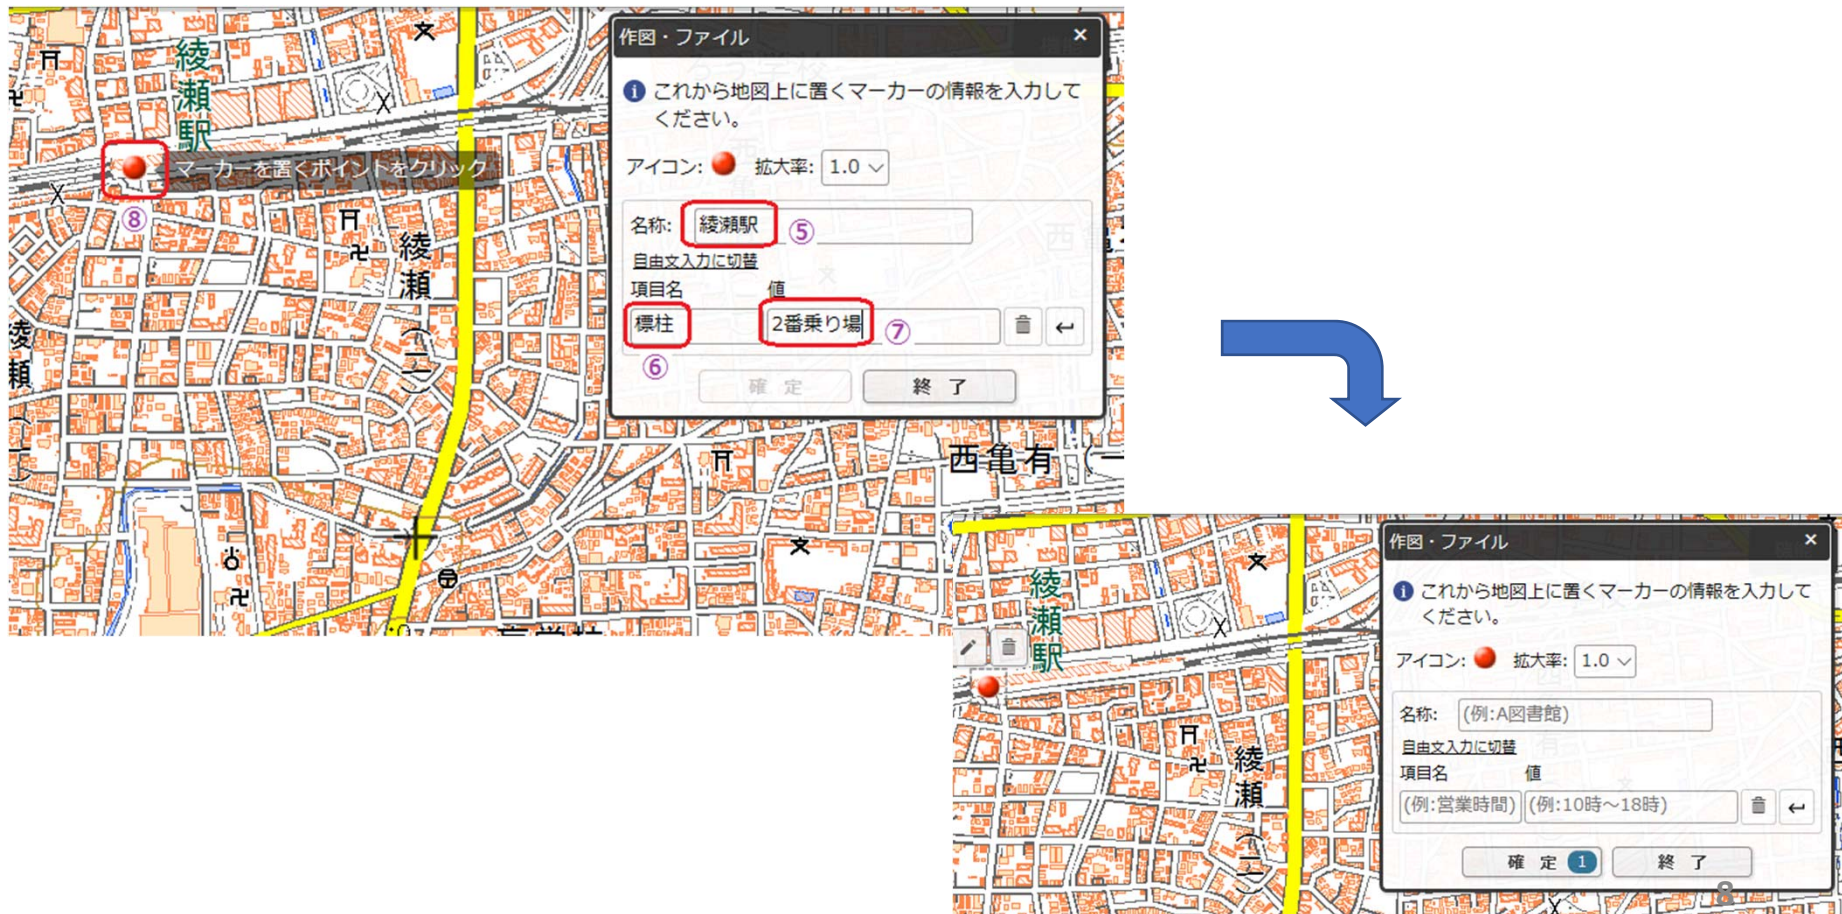 作図・ファイル ×
これから地図上に置くマーカーの情報を入力して
ください。
アイコン: 拡大率: 1.0
名称: 綾瀬駅 ⑤
自由文入力に切替
項目名 値
標柱 2番乗り場 ⑦
⑥
確 定 終 了
綾瀬駅
マーカーを置くポイントをクリック
⑧
綾瀬(二)
西亀有(一
作図・ファイル ×
これから地図上に置くマーカーの情報を入力して
ください。
アイコン: 拡大率: 1.0
名称: (例:A図書館)
自由文入力に切替
項目名 値
(例:営業時間) (例:10時～18時)
確 定 1 終 了
綾瀬駅
綾瀬(二)
8